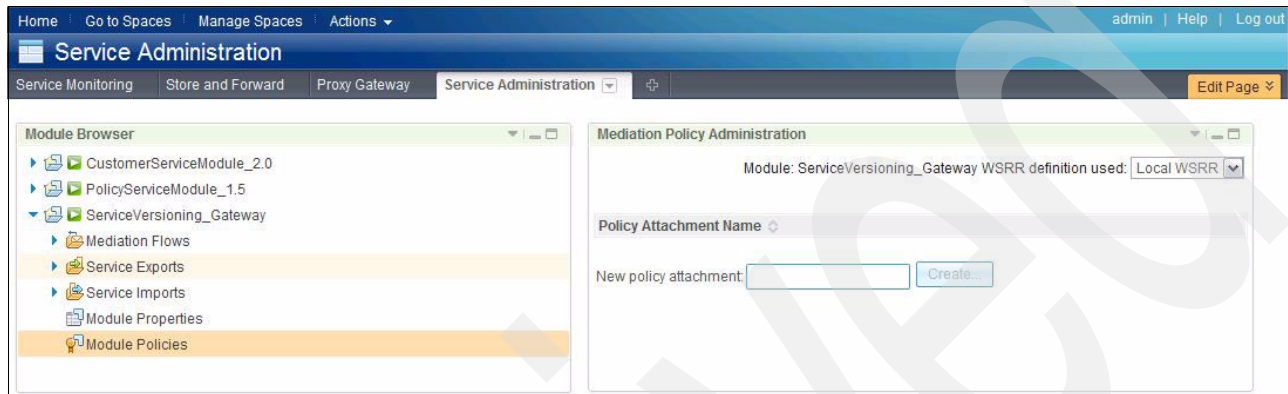 Home Go to Spaces Manage Spaces Actions admin | Help | Log out
Service Administration
Service Monitoring Store and Forward Proxy Gateway Service Administration Edit Page
Module Browser
CustomerServiceModule_2.0
PolicyServiceModule_1.5
ServiceVersioning_Gateway
Mediation Flows
Service Exports
Service Imports
Module Properties
Module Policies
Mediation Policy Administration
Module: ServiceVersioning_Gateway WSRR definition used: Local WSRR
Policy Attachment Name
New policy attachment: Create...